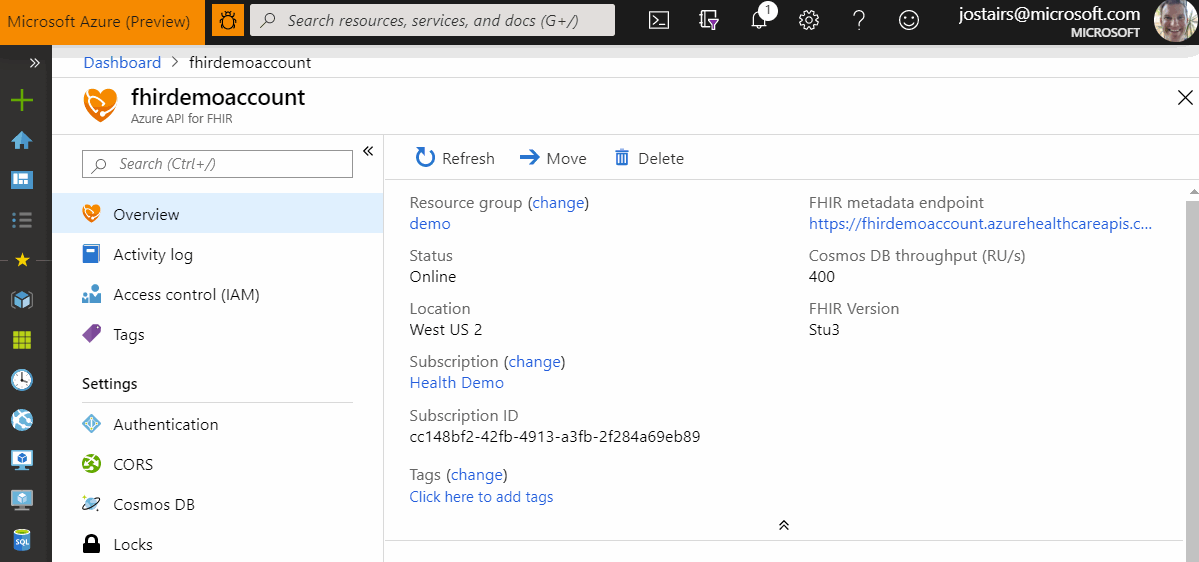 Microsoft Azure (Preview)
Search resources, services, and docs (G+/)
1
jostairs@microsoft.com
MICROSOFT
Dashboard > fhirdemoaccount
fhirdemoaccount
Azure API for FHIR
Search (Ctrl+/)
Overview
Activity log
Access control (IAM)
Tags
Settings
Authentication
CORS
Cosmos DB
Locks
Refresh
Move
Delete
Resource group (change)
demo
Status
Online
Location
West US 2
Subscription (change)
Health Demo
Subscription ID
cc148bf2-42fb-4913-a3fb-2f284a69eb89
Tags (change)
Click here to add tags
FHIR metadata endpoint
https://fhirdemoaccount.azurehealthcareapis.c...
Cosmos DB throughput (RU/s)
400
FHIR Version
Stu3
SQL